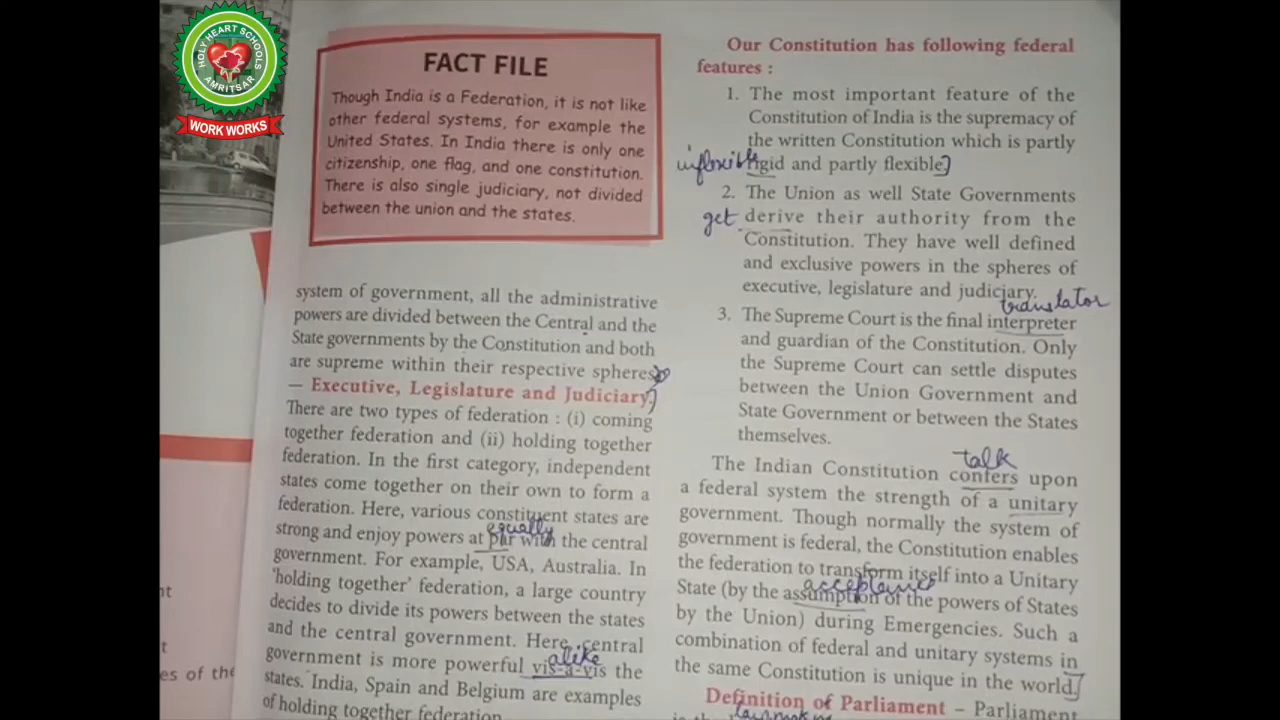 HOLY HEART SCHOOLS
AMRITSAR
WORK WORKS
FACT FILE
Though India is a Federation, it is not like
other federal systems, for example the
United States. In India there is only one
citizenship, one flag, and one constitution.
There is also single judiciary, not divided
between the union and the states.
system of government, all the administrative
powers are divided between the Central and the
State governments by the Constitution and both
are supreme within their respective spheres
— Executive, Legislature and Judiciary.
There are two types of federation : (i) coming
together federation and (ii) holding together
federation. In the first category, independent
states come together on their own to form a
federation. Here, various constituent states are
equally
strong and enjoy powers at par with the central
government. For example, USA, Australia. In
'holding together' federation, a large country
decides to divide its powers between the states
and the central government. Here, central
alike
government is more powerful vis-a-vis the
states. India, Spain and Belgium are examples
of holding together federation.
Our Constitution has following federal
features :
1. The most important feature of the
Constitution of India is the supremacy of
the written Constitution which is partly
inflexible rigid and partly flexible
2. The Union as well State Governments
get derive their authority from the
Constitution. They have well defined
and exclusive powers in the spheres of
executive, legislature and judiciary.
translator
3. The Supreme Court is the final interpreter
and guardian of the Constitution. Only
the Supreme Court can settle disputes
between the Union Government and
State Government or between the States
themselves.
talk
The Indian Constitution confers upon
a federal system the strength of a unitary
government. Though normally the system of
government is federal, the Constitution enables
the federation to transform itself into a Unitary
acceptance
State (by the assumption of the powers of States
by the Union) during Emergencies. Such a
combination of federal and unitary systems in
the same Constitution is unique in the world.
Definition of Parliament – Parliament
es of the